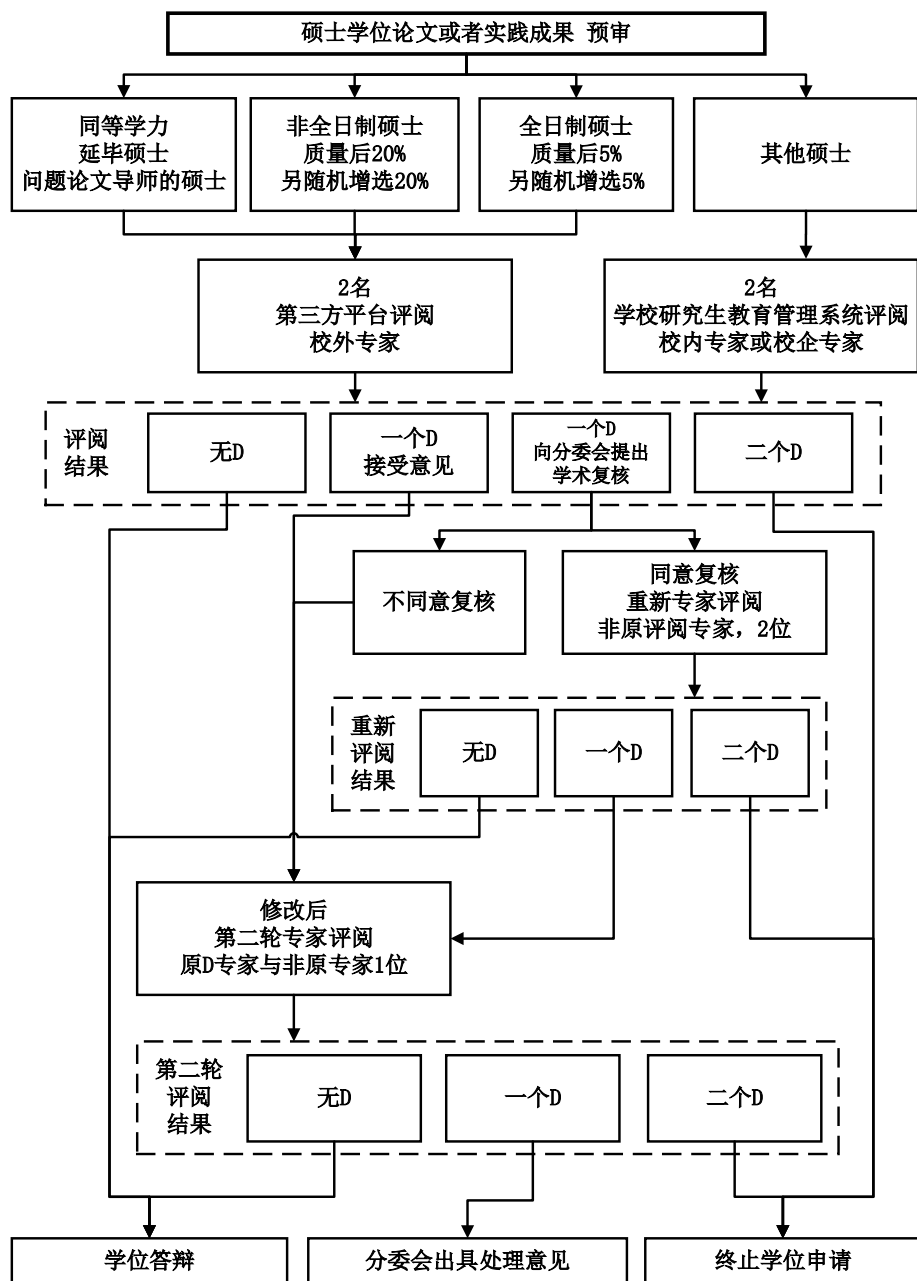 硕士学位论文或者实践成果 预审
同等学力
延毕硕士
问题论文导师的硕士
非全日制硕士
质量后20%
另随机增选20%
全日制硕士
质量后5%
另随机增选5%
其他硕士
2名
第三方平台评阅
校外专家
2名
学校研究生教育管理系统评阅
校内专家或校企专家
评阅
结果
无D
一个D
接受意见
一个D
向分委会提出
学术复核
二个D
不同意复核
同意复核
重新专家评阅
非原评阅专家，2位
重新
评阅
结果
无D
一个D
二个D
修改后
第二轮专家评阅
原D专家与非原专家1位
第二轮
评阅
结果
无D
一个D
二个D
学位答辩
分委会出具处理意见
终止学位申请